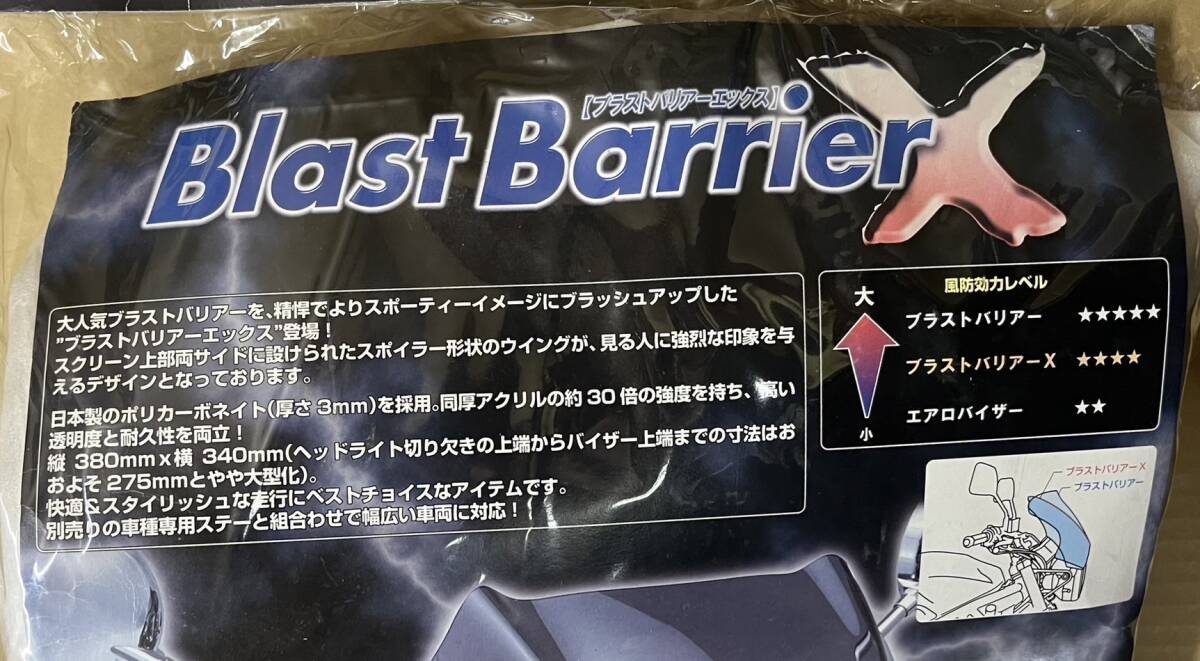 【ブラストバリアーエックス】
Blast Barrier X
大人気ブラストバリアーを、精悍でよりスポーティーイメージにブラッシュアップした
"ブラストバリアーエックス"登場！
スクリーン上部両サイドに設けられたスポイラー形状のウイングが、見る人に強烈な印象を与
えるデザインとなっております。
日本製のポリカーボネイト(厚さ 3mm)を採用。同厚アクリルの約 30 倍の強度を持ち、高い
透明度と耐久性を両立！
縦 380mm x 横 340mm(ヘッドライト切り欠きの上端からバイザー上端までの寸法はお
およそ 275mmとやや大型化)。
快適＆スタイリッシュな走行にベストチョイスなアイテムです。
別売りの車種専用ステーと組合わせで幅広い車両に対応！
風防効力レベル
大
ブラストバリアー ★★★★★
ブラストバリアーX ★★★★
エアロバイザー ★★
小
ブラストバリアーX
ブラストバリアー